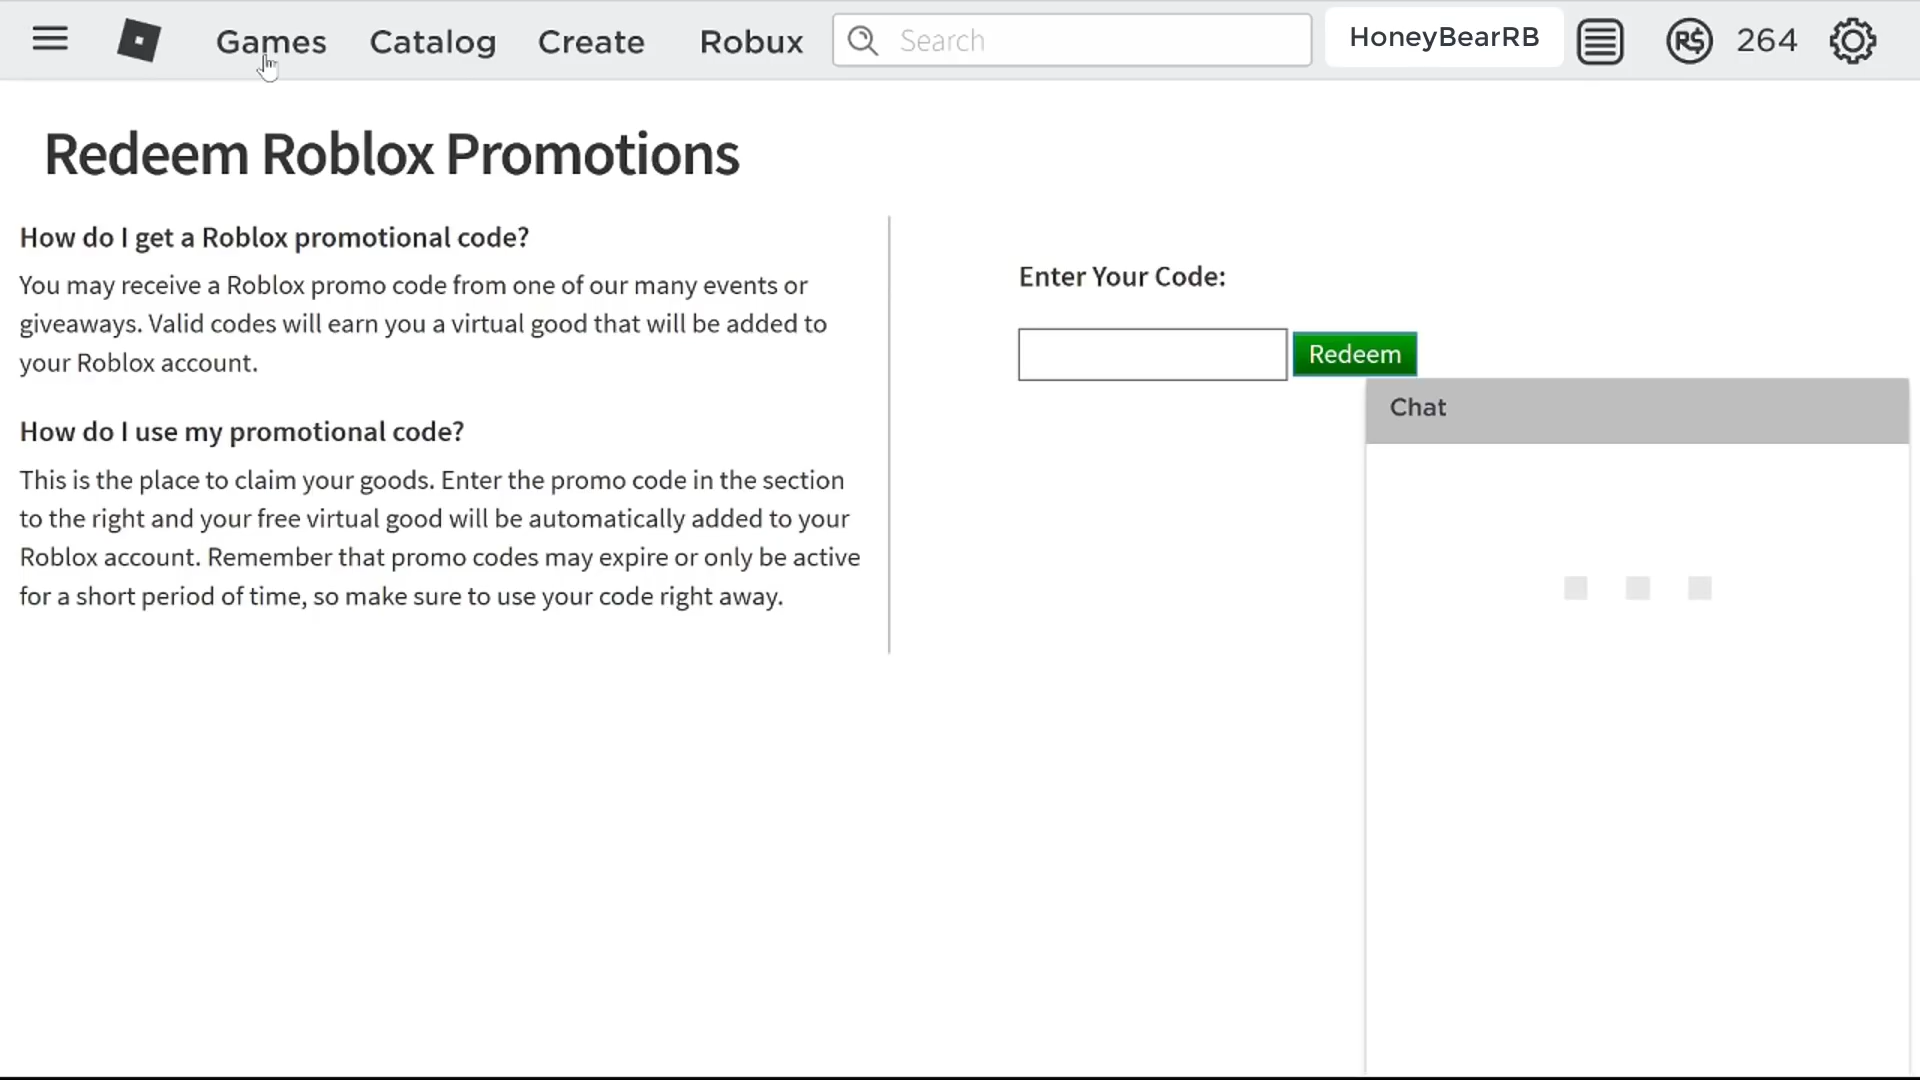 Games Catalog Create Robux Search HoneyBearRB R$ 264
Redeem Roblox Promotions
How do I get a Roblox promotional code?
You may receive a Roblox promo code from one of our many events or
giveaways. Valid codes will earn you a virtual good that will be added to
your Roblox account.
How do I use my promotional code?
This is the place to claim your goods. Enter the promo code in the section
to the right and your free virtual good will be automatically added to your
Roblox account. Remember that promo codes may expire or only be active
for a short period of time, so make sure to use your code right away.
Enter Your Code:
Redeem
Chat